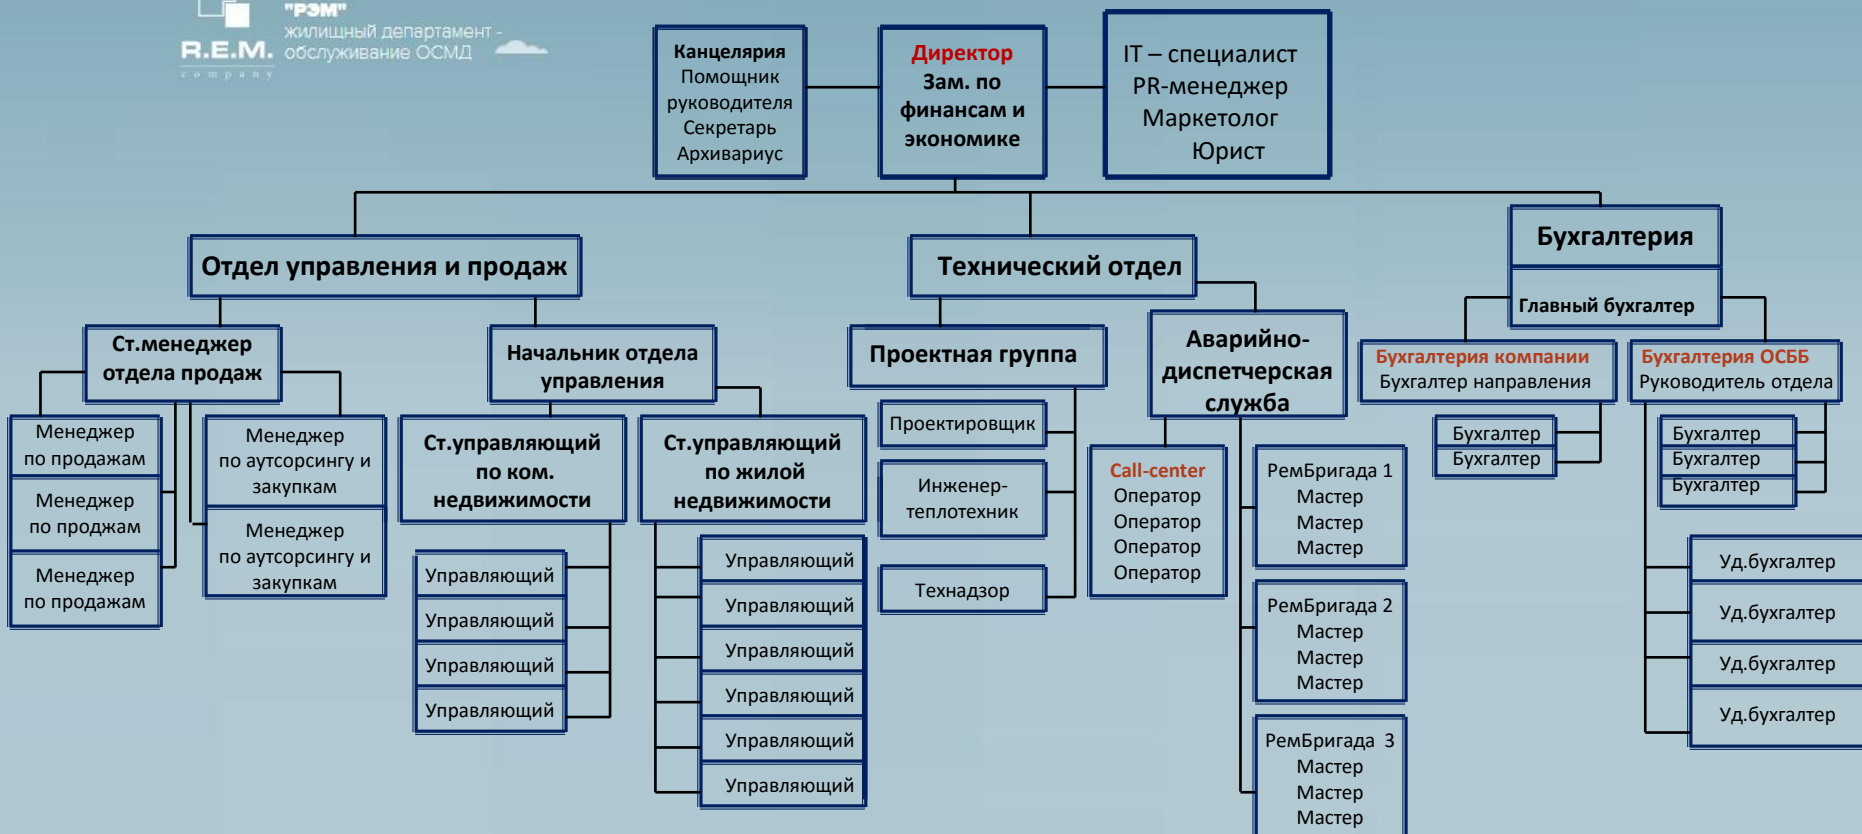 "РЭМ"
жилищный департамент -
R.E.M. обслуживание ОСМД
company
Канцелярия
Помощник
руководителя
Секретарь
Архивариус
Директор
Зам. по
финансам и
экономике
IT – специалист
PR-менеджер
Маркетолог
Юрист
Отдел управления и продаж
Технический отдел
Бухгалтерия
Главный бухгалтер
Ст.менеджер
отдела продаж
Менеджер
по продажам
Менеджер
по проджам
Менеджер
по продажам
Менеджер
по аутсорсингу и
закупкам
Менеджер
по аутсорсингу и
закупкам
Начальник отдела
управления
Ст.управляющий
по ком.
недвижимости
Управляющий
Управляющий
Управляющий
Управляющий
Ст.управляющий
по жилой
недвижимости
Управляющий
Управляющий
Управляющий
Управляющий
Управляющий
Управляющий
Проектная группа
Проектировщик
Инженер-
теплотехник
Технадзор
Аварийно-
диспетчерская
служба
Call-center
Оператор
Оператор
Оператор
Оператор
РемБригада 1
Мастер
Мастер
Мастер
РемБригада 2
Мастер
Мастер
Мастер
РемБригада 3
Мастер
Мастер
Мастер
Бухгалтерия компании
Бухгалтер направления
Бухгалтер
Бухгалтер
Бухгалтерия ОСББ
Руководитель отдела
Бухгалтер
Бухгалтер
Бухгалтер
Уд.бухгалтер
Уд.бухгалтер
Уд.бухгалтер
Уд.бухгалтер